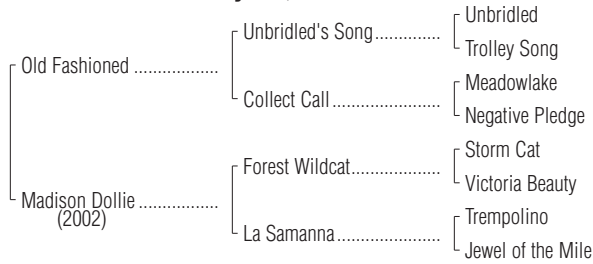 Unbridled
Unbridled's Song..............
Trolley Song
Old Fashioned ..................
Meadowlake
Collect Call.......................
Negative Pledge
Storm Cat
Forest Wildcat...................
Victoria Beauty
Madison Dollie .................
(2002)
Trempolino
La Samanna......................
Jewel of the Mile